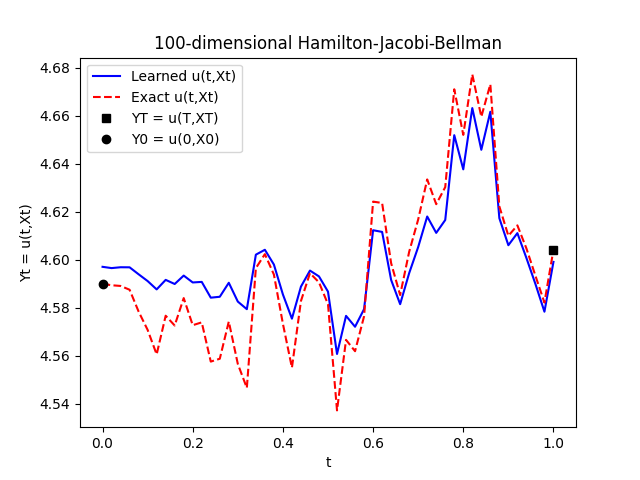 100-dimensional Hamilton-Jacobi-Bellman
Learned u(t,Xt)
Exact u(t,Xt)
YT = u(T,XT)
Y0 = u(0,X0)
Yt = u(t,Xt)
4.68
4.66
4.64
4.62
4.60
4.58
4.56
4.54
0.0 0.2 0.4 0.6 0.8 1.0
t